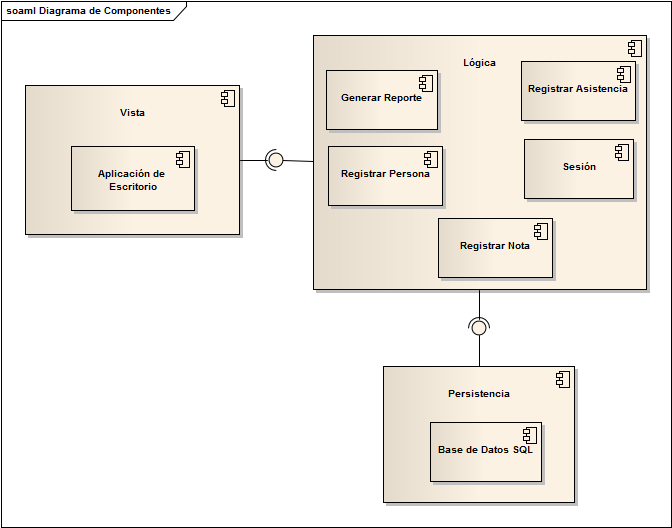 soaml Diagrama de Componentes
Vista
Aplicación de
Escritorio
Lógica
Generar Reporte
Registrar Asistencia
Registrar Persona
Sesión
Registrar Nota
Persistencia
Base de Datos SQL